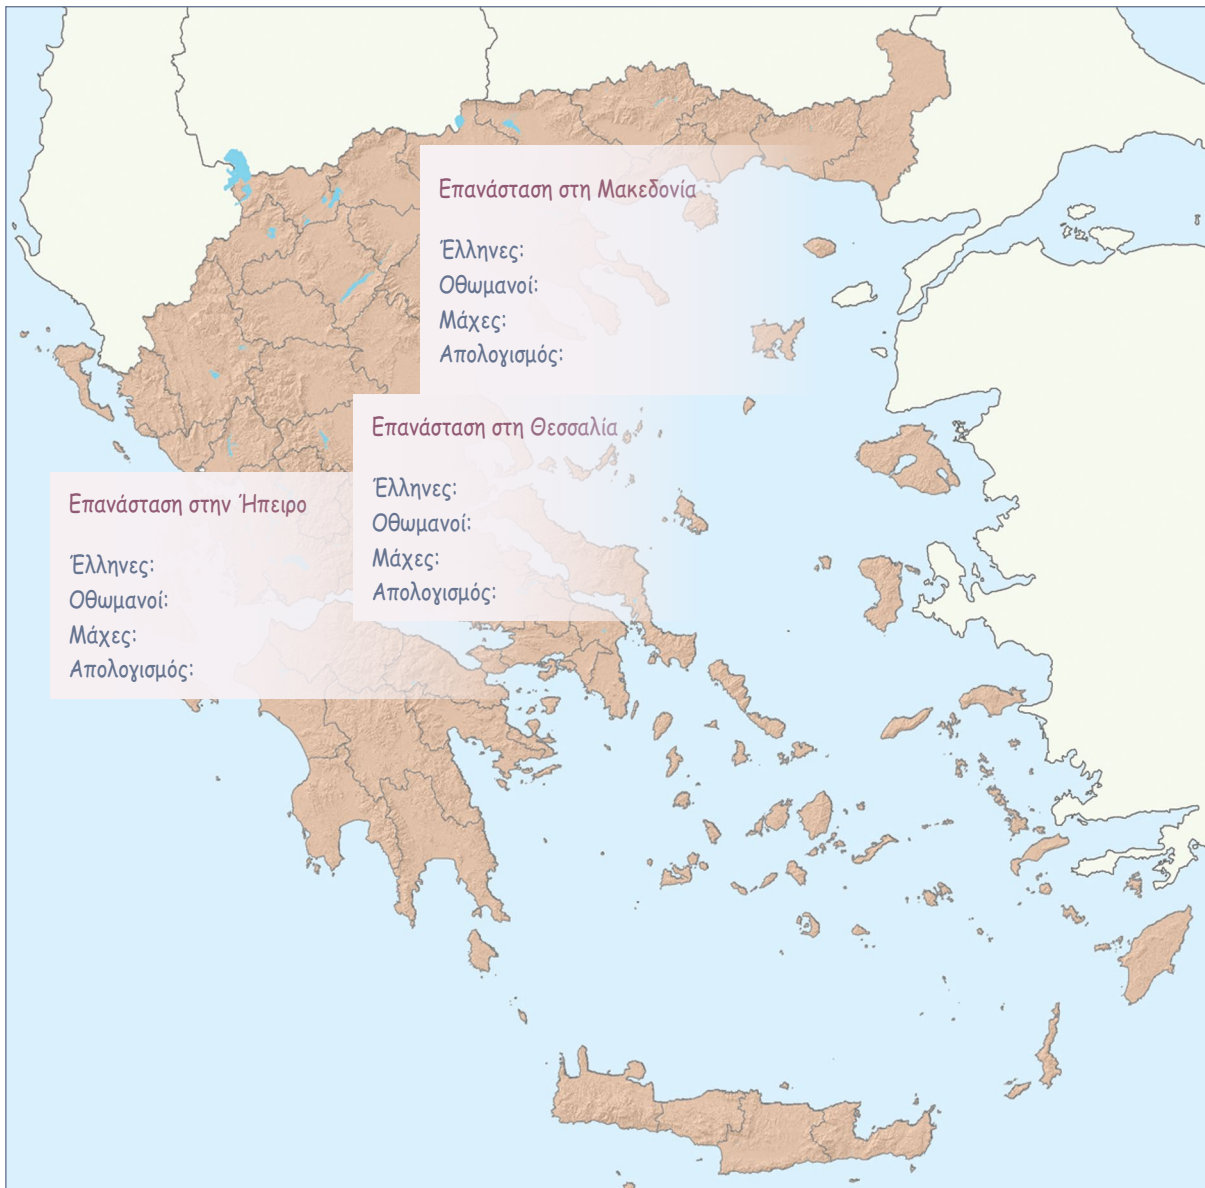 Επανάσταση στη Μακεδονία
Έλληνες:
Οθωμανοί:
Μάχες:
Απολογισμός:
Επανάσταση στη Θεσσαλία
Έλληνες:
Οθωμανοί:
Μάχες:
Απολογισμός:
Επανάσταση στην Ήπειρο
Έλληνες:
Οθωμανοί:
Μάχες:
Απολογισμός: